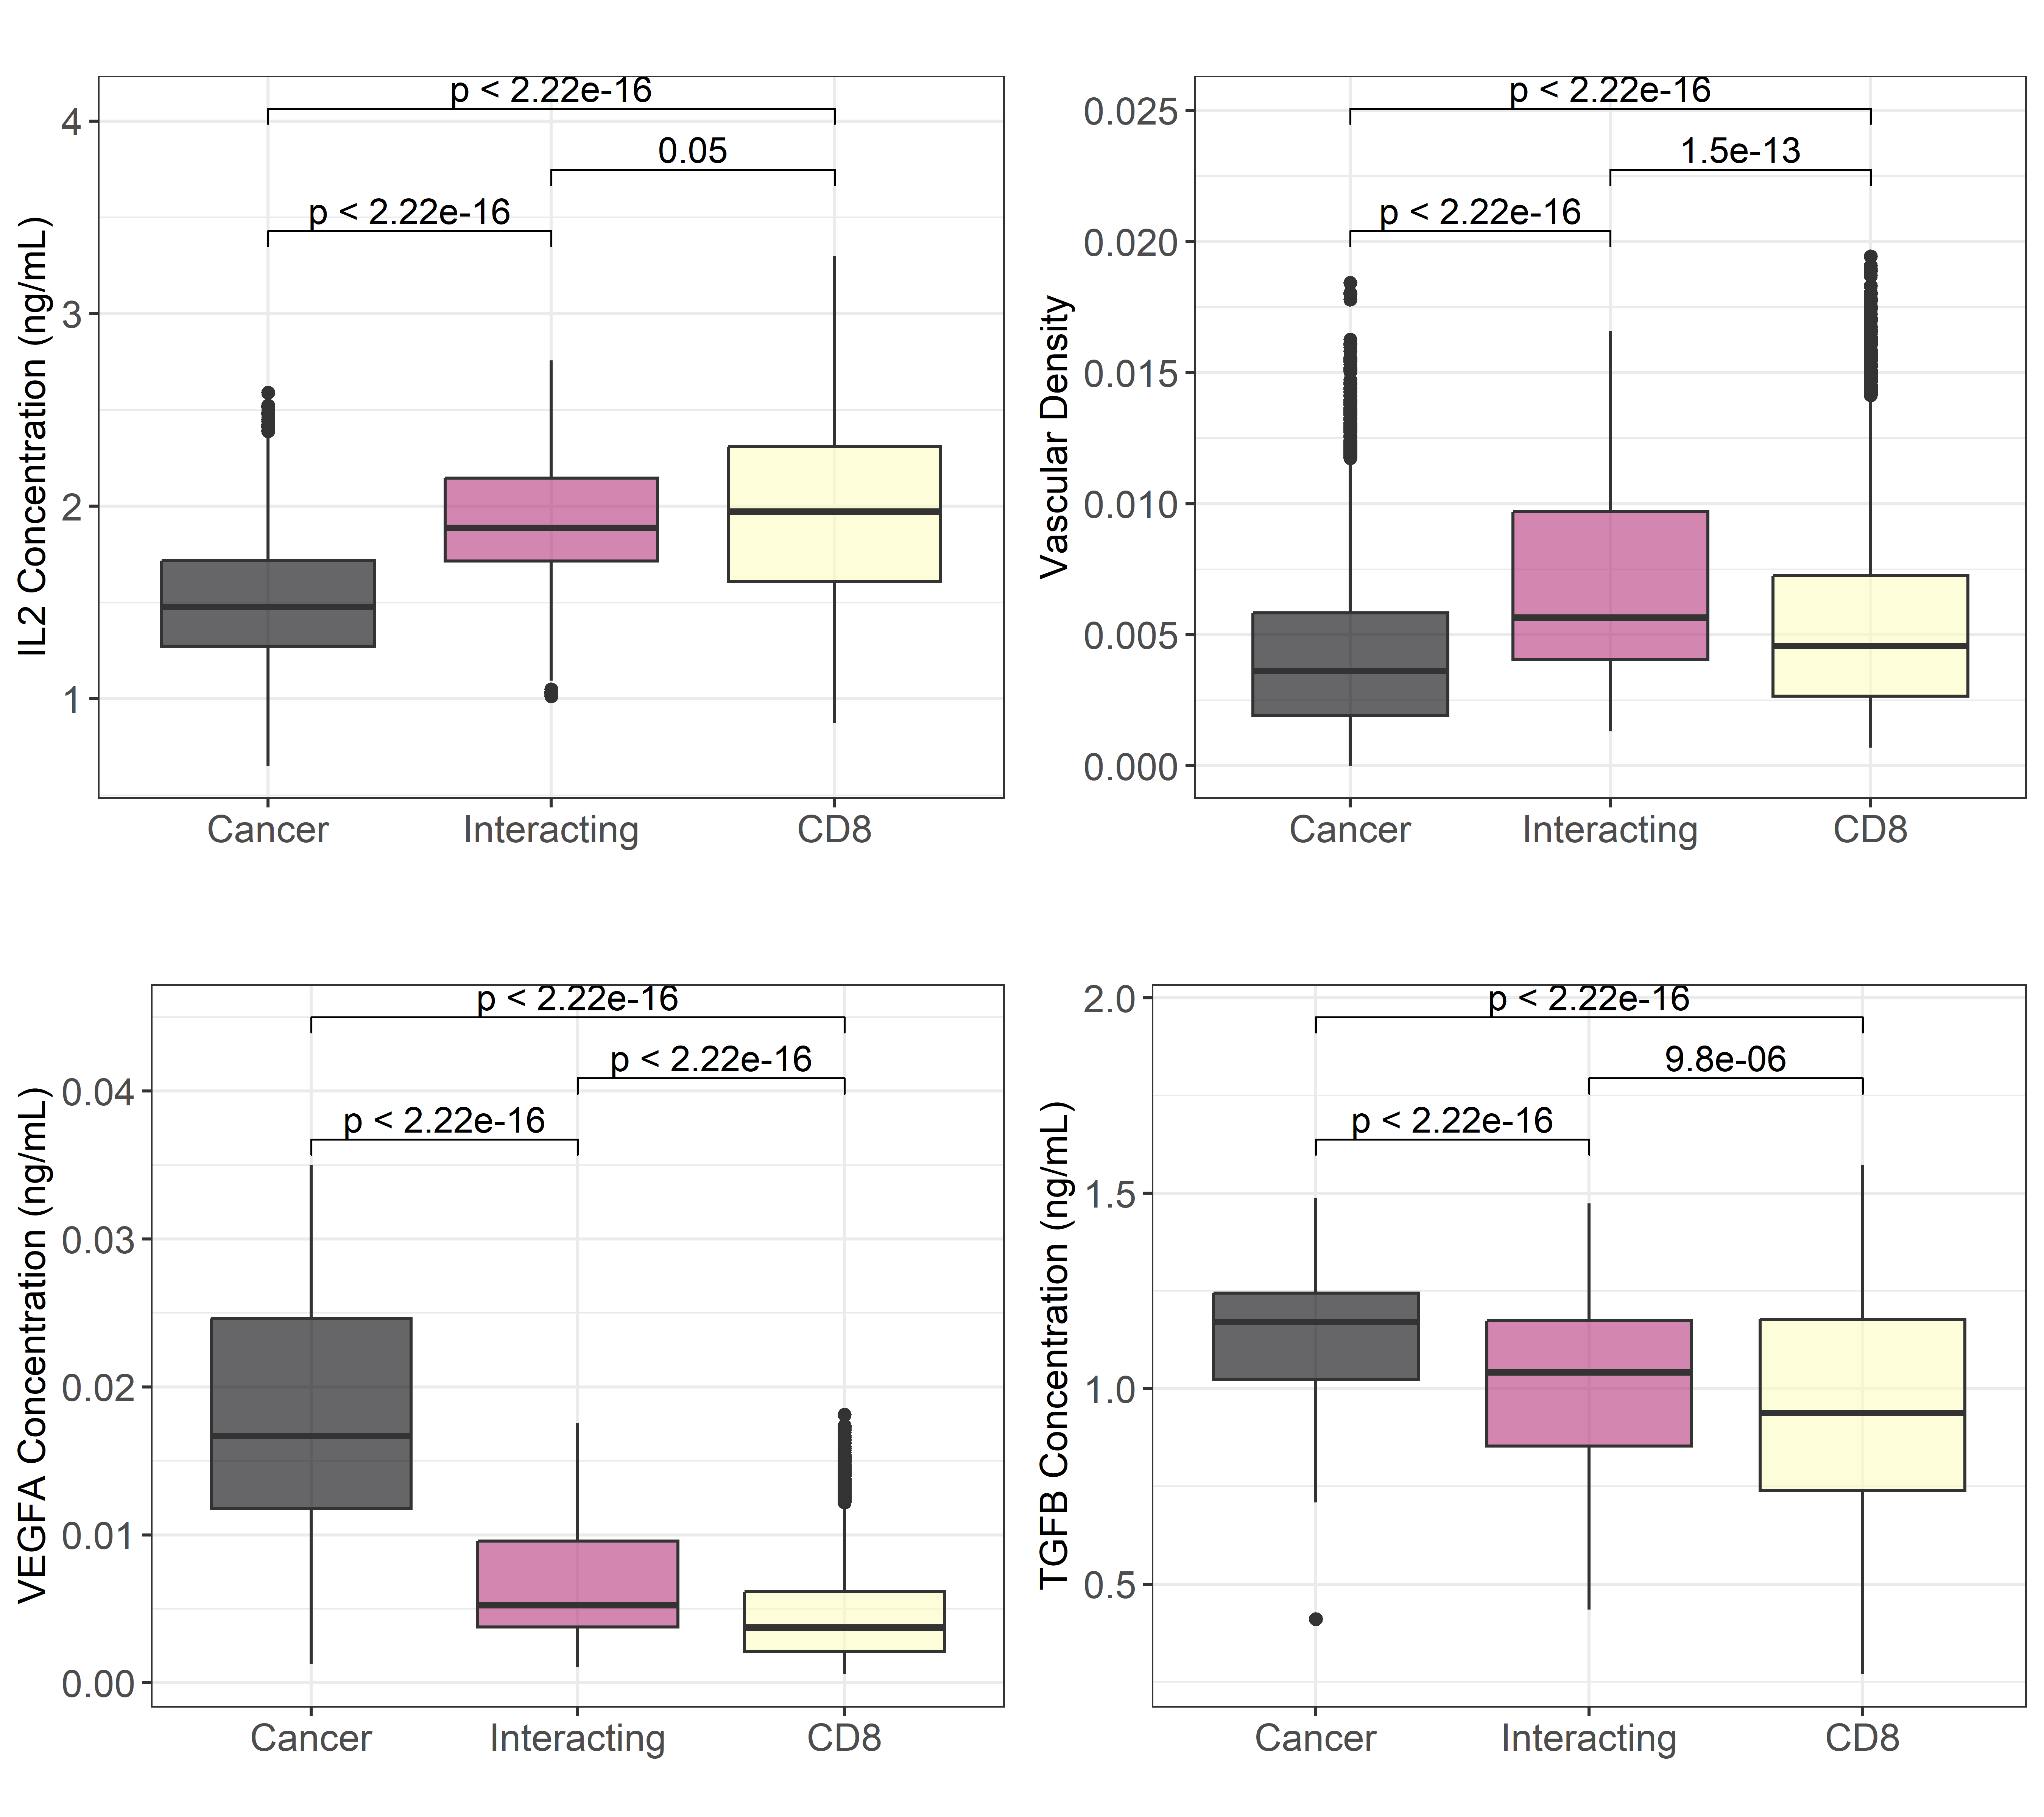 p < 2.22e-16
0.05
p < 2.22e-16
IL2 Concentration (ng/mL)
4
3
2
1
Cancer Interacting CD8
p < 2.22e-16
1.5e-13
p < 2.22e-16
Vascular Density
0.025
0.020
0.015
0.010
0.005
0.000
Cancer Interacting CD8
p < 2.22e-16
p < 2.22e-16
p < 2.22e-16
VEGFA Concentration (ng/mL)
0.04
0.03
0.02
0.01
0.00
Cancer Interacting CD8
p < 2.22e-16
9.8e-06
p < 2.22e-16
TGFB Concentration (ng/mL)
2.0
1.5
1.0
0.5
Cancer Interacting CD8